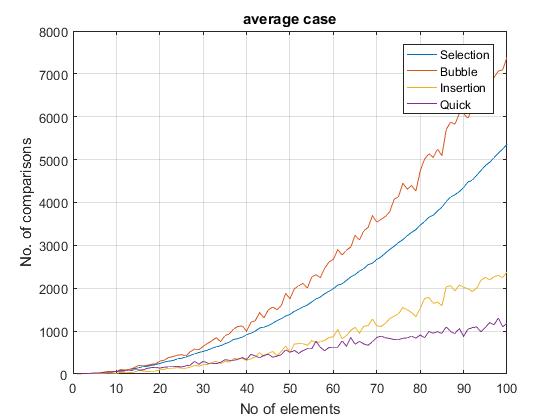 average case
No. of comparisons
8000
7000
6000
5000
4000
3000
2000
1000
0
Selection
Bubble
Insertion
Quick
0 10 20 30 40 50 60 70 80 90 100
No of elements